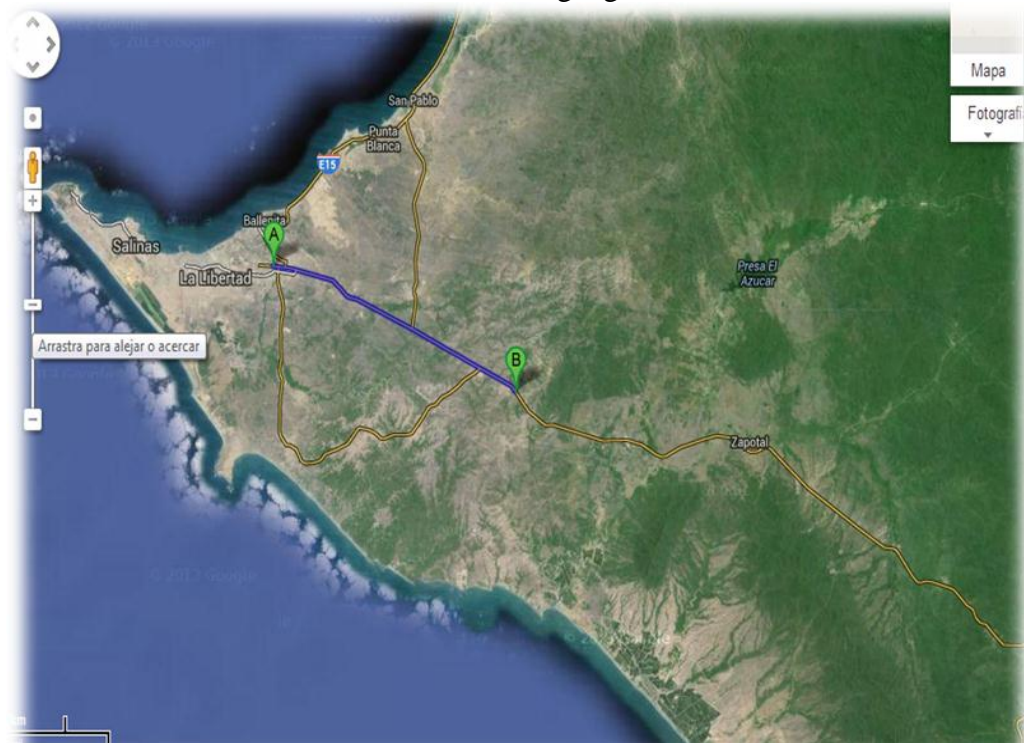 © 2013 Google
Mapa
San Pablo
Fotografí
Punta
Blanca
E15
Ballenita
A
Salinas
La Libertad
Presa El
Azucar
Arrastra para alejar o acercar
B
Zapotal
© 2013 Google
km